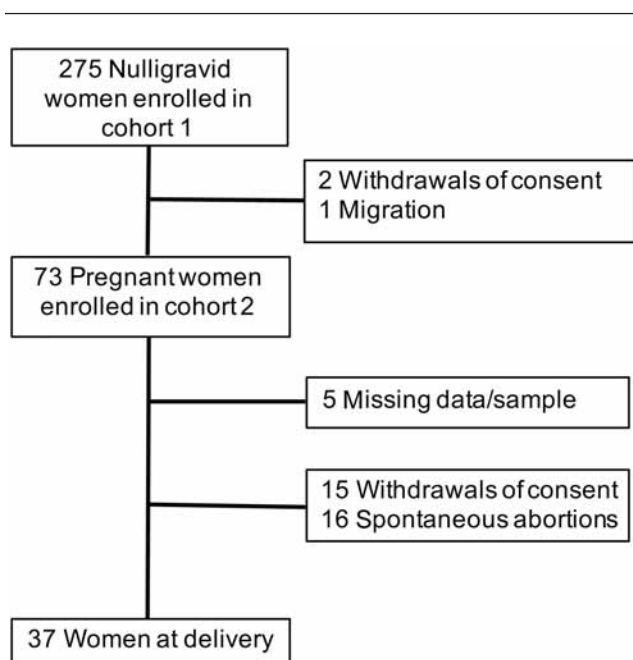 275 Nulligravid
women enrolled in
cohort 1
2 Withdrawals of consent
1 Migration
73 Pregnant women
enrolled in cohort 2
5 Missing data/sample
15 Withdrawals of consent
16 Spontaneous abortions
37 Women at delivery